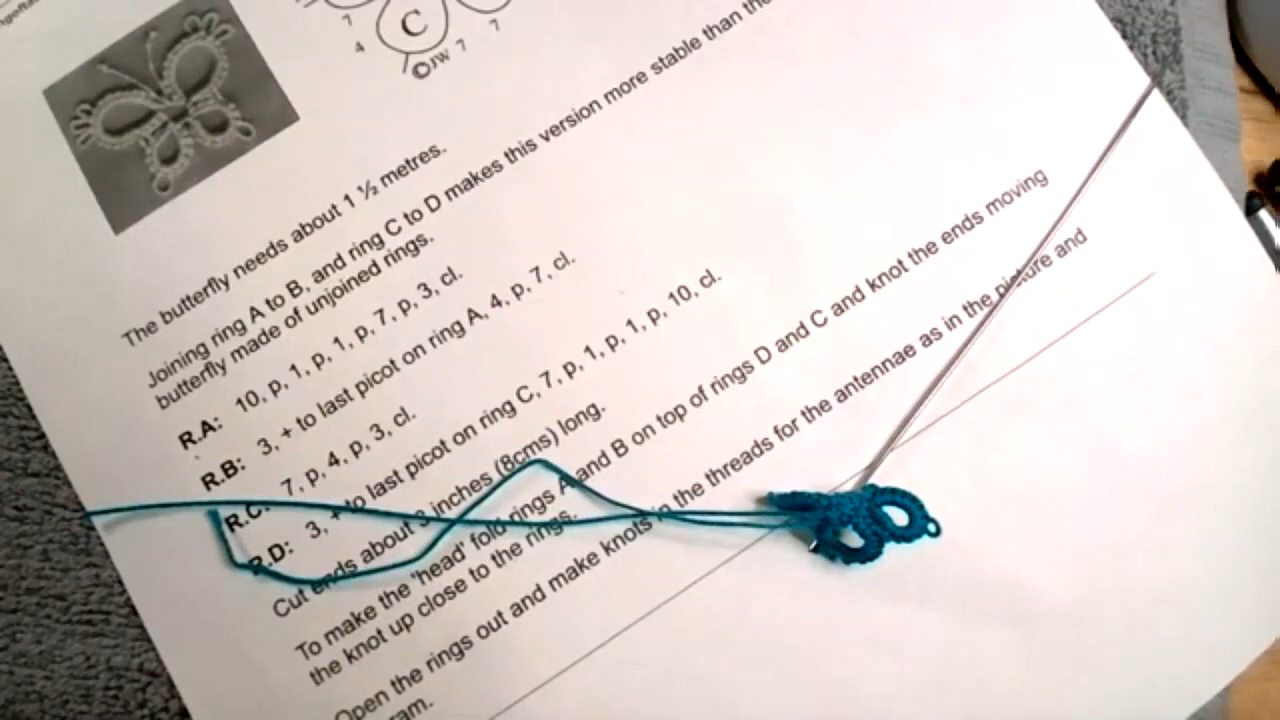 7
4
C
7
7
©JW
The butterfly needs about 1 ½ metres.
Joining ring A to B, and ring C to D makes this version more stable than the
butterfly made of unjoined rings.
R.A: 10, p, 1, p, 1, p, 7, p, 3, cl.
R.B: 3, + to last picot on ring A, 4, p, 7, cl.
R.C: 7, p, 4, p, 3, cl.
R.D: 3, + to last picot on ring C, 7, p, 1, p, 1, p, 10, cl.
Cut ends about 3 inches (8cms) long.
To make the 'head' fold rings A and B on top of rings D and C and knot the ends moving
the knot up close to the rings.
Open the rings out and make knots in the threads for the antennae as in the picture and